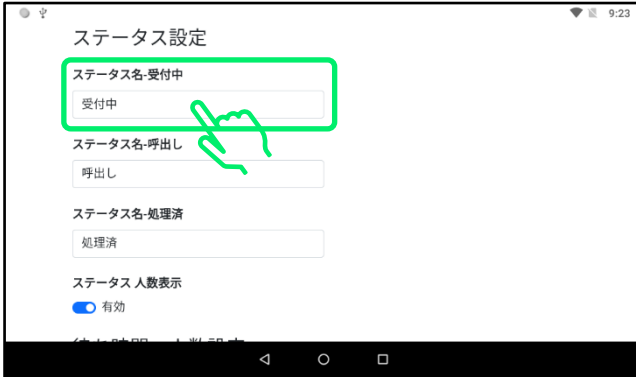 9:23
ステータス設定
ステータス名-受付中
受付中
ステータス名-呼出し
呼出し
ステータス名-処理済
処理済
ステータス 人数表示
有効